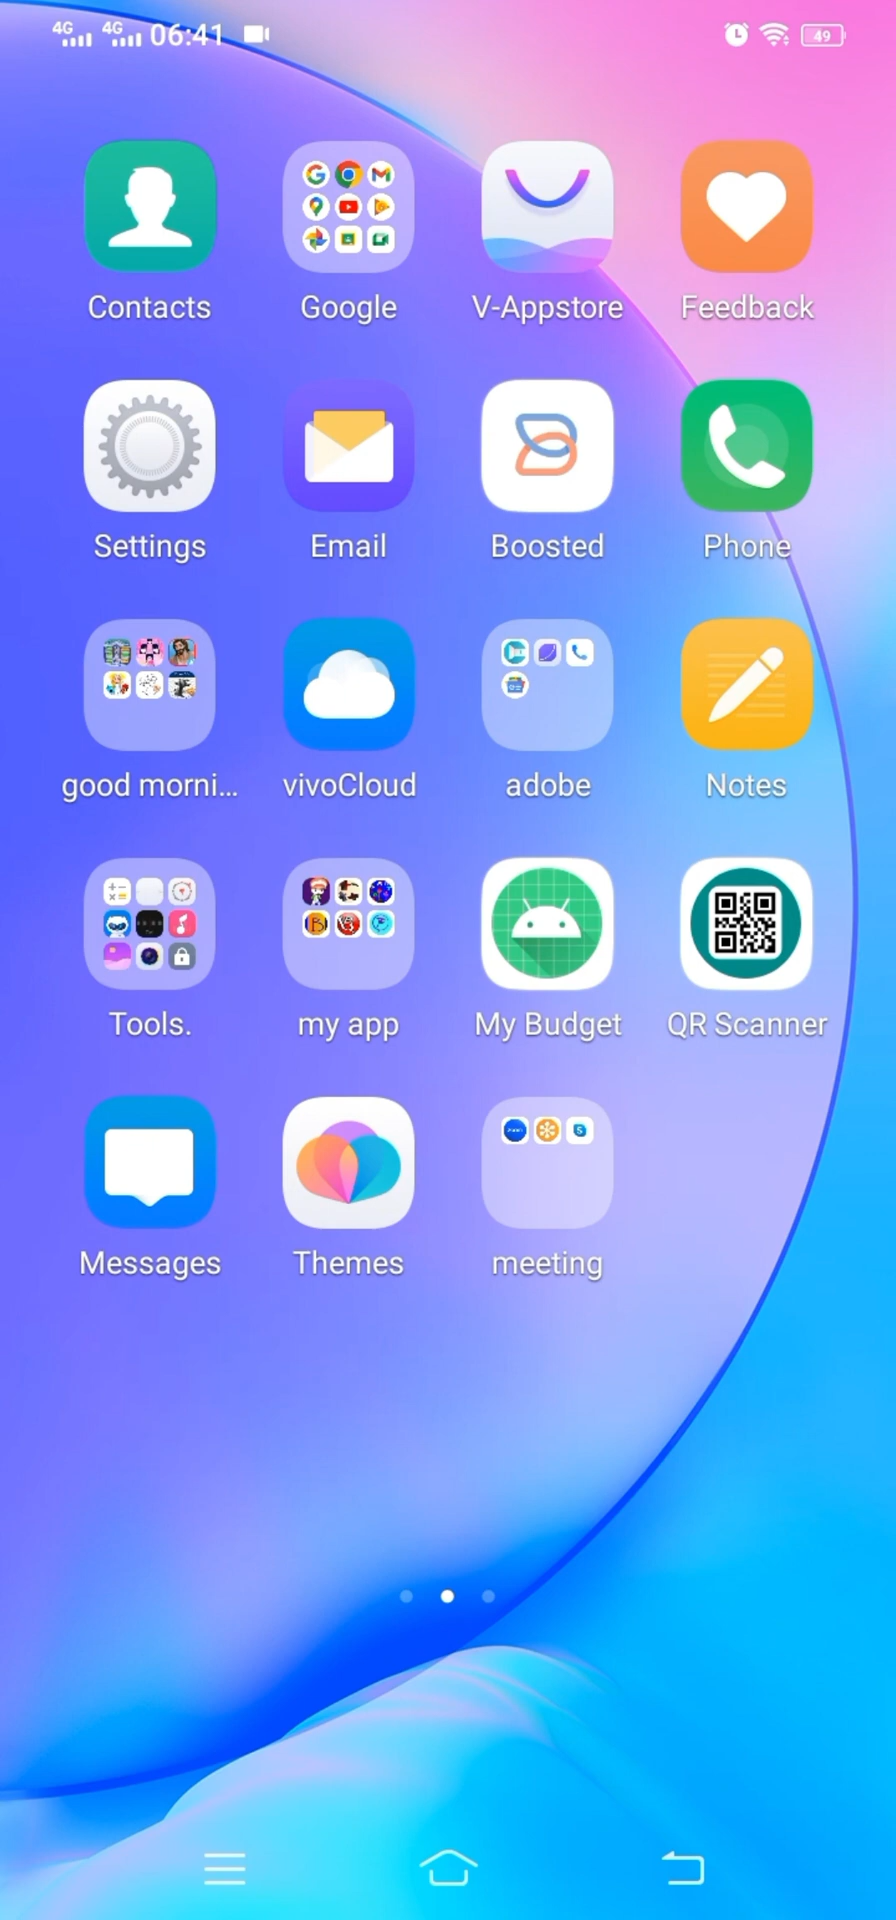 4G 4G 06:41 49
Contacts Google V-Appstore Feedback
Settings Email Boosted Phone
good morni... vivoCloud adobe Notes
Tools. my app My Budget QR Scanner
Messages Themes meeting